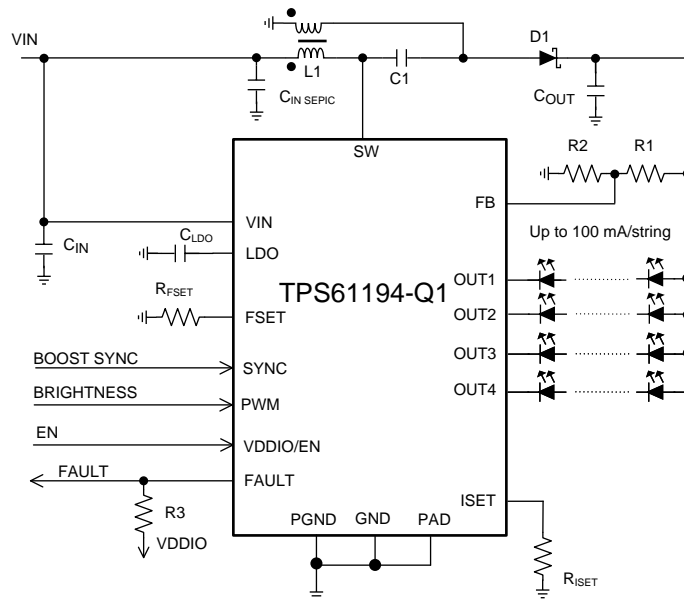 VIN
D1
L1
C1
CIN SEPIC
COUT
SW
R2
R1
FB
VIN
CIN
CLDO
LDO
Up to 100 mA/string
TPS61194-Q1
RFSET
FSET
OUT1
OUT2
OUT3
OUT4
BOOST SYNC
SYNC
BRIGHTNESS
PWM
EN
VDDIO/EN
FAULT
FAULT
R3
VDDIO
ISET
PGND
GND
PAD
RISET